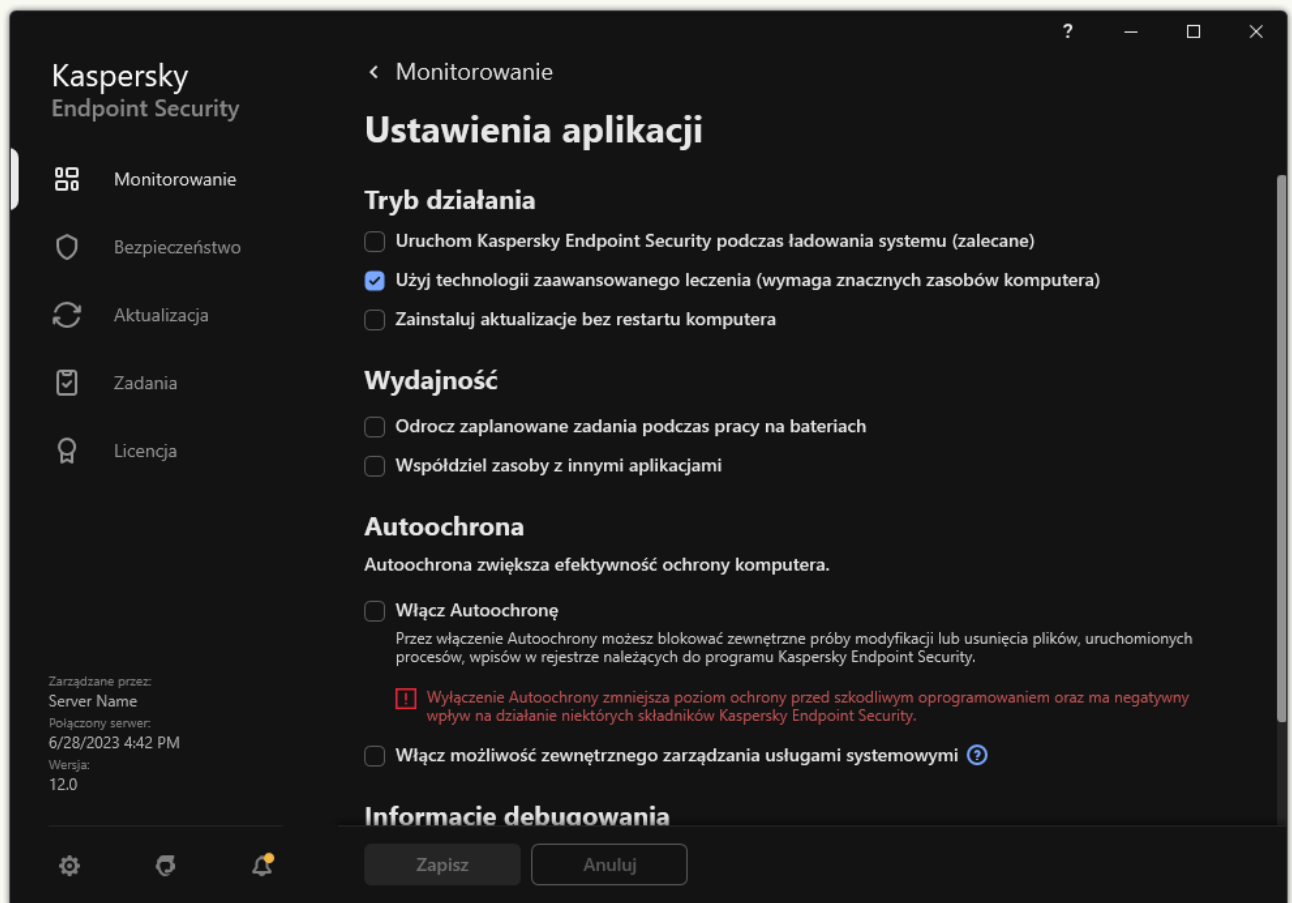 ?
Kaspersky
Endpoint Security
Monitorowanie
Bezpieczeństwo
Aktualizacja
Zadania
Licencja
Zarządzane przez:
Server Name
Połączony serwer:
6/28/2023 4:42 PM
Wersja:
12.0
Monitorowanie
Ustawienia aplikacji
Tryb działania
Uruchom Kaspersky Endpoint Security podczas ładowania systemu (zalecane)
Użyj technologii zaawansowanego leczenia (wymaga znacznych zasobów komputera)
Zainstaluj aktualizacje bez restartu komputera
Wydajność
Odrocz zaplanowane zadania podczas pracy na bateriach
Współdziel zasoby z innymi aplikacjami
Autoochrona
Autoochrona zwiększa efektywność ochrony komputera.
Włącz Autoochronę
Przez włączenie Autoochrony możesz blokować zewnętrzne próby modyfikacji lub usunięcia plików, uruchomionych
procesów, wpisów w rejestrze należących do programu Kaspersky Endpoint Security.
Wyłączenie Autoochrony zmniejsza poziom ochrony przed szkodliwym oprogramowaniem oraz ma negatywny
wpływ na działanie niektórych składników Kaspersky Endpoint Security.
Włącz możliwość zewnętrznego zarządzania usługami systemowymi ?
Informacje debugowania
Zapisz
Anuluj